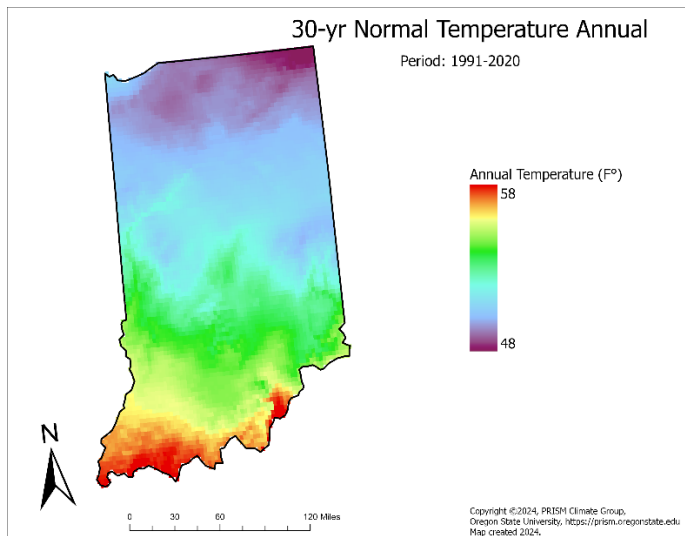 30-yr Normal Temperature Annual
Period: 1991-2020
Annual Temperature (F°)
58
48
N
0 30 60 120 Miles
Copyright ©2024, PRISM Climate Group,
Oregon State University, https://prism.oregonstate.edu
Map created 2024.